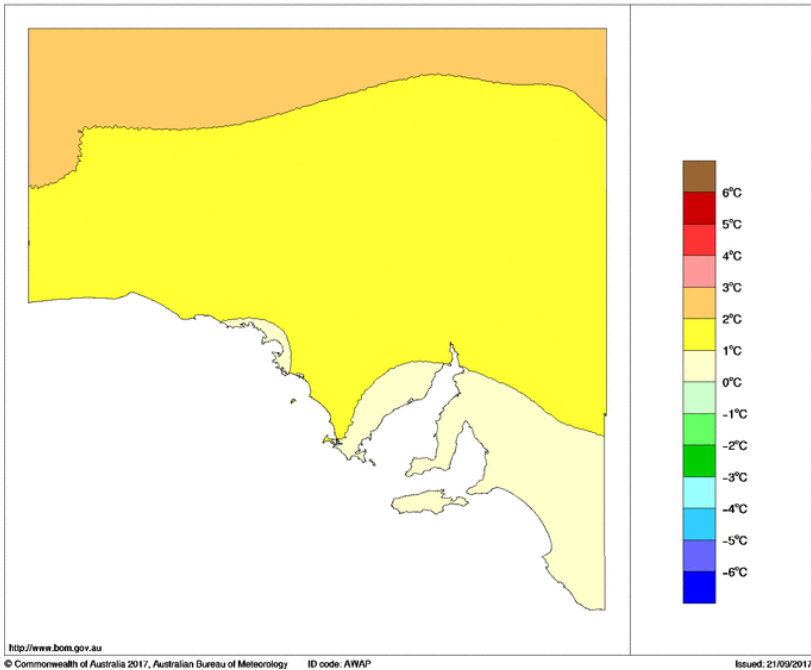 6°C
5°C
4°C
3°C
2°C
1°C
0°C
-1°C
-2°C
-3°C
-4°C
-5°C
-6°C
http://www.bom.gov.au
© Commonwealth of Australia 2017, Australian Bureau of Meteorology ID code: AWAP Issued: 21/09/201